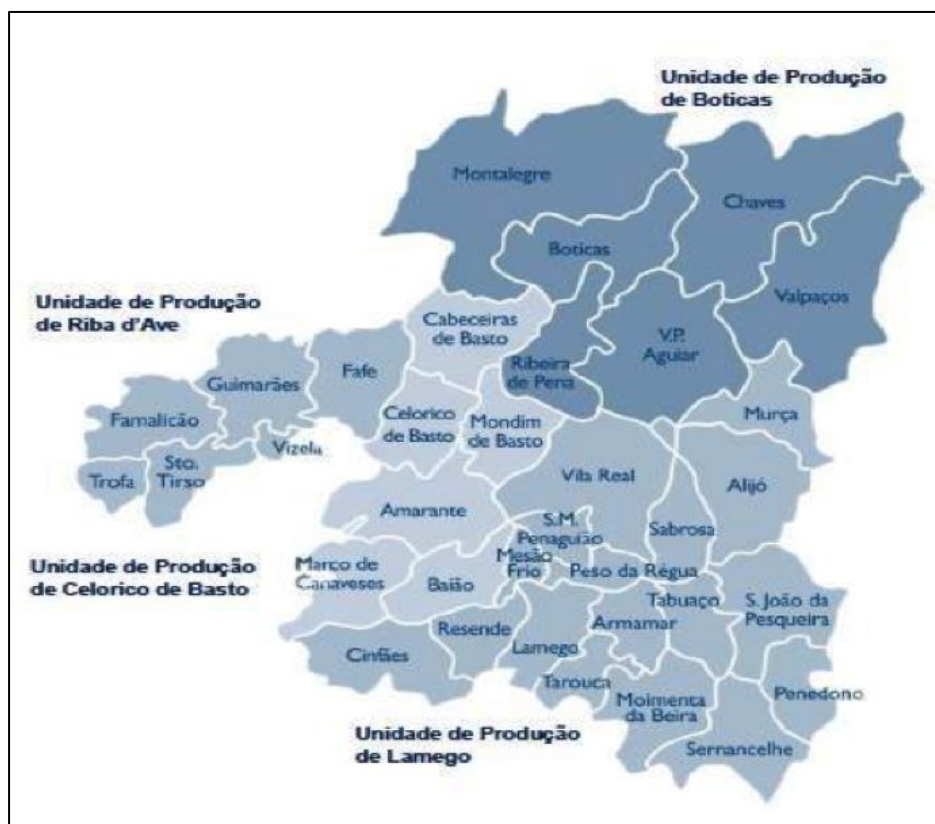 Unidade de Produção
de Boticas
Montalegre
Chaves
Boticas
Valpaços
Unidade de Produção
de Riba d'Ave
Cabeceiras
de Basto
V.P.
Aguiar
Ribeira
de Pena
Fafe
Guimarães
Famalicão
Celorico
de Basto
Mondim
de Basto
Murça
Vizela
Sto.
Tirso
Trofa
Vila Real
Alijó
Amarante
S.M.
Penaguião
Sabrosa
Unidade de Produção
de Celorico de Basto
Marco de
Canaveses
Baião
Mesão
Frio
Peso da Régua
Tabuaço
S. João da
Pesqueira
Resende
Armamar
Lamego
Cinfães
Tarouca
Moimenta
da Beira
Penedono
Sernancelhe
Unidade de Produção
de Lamego